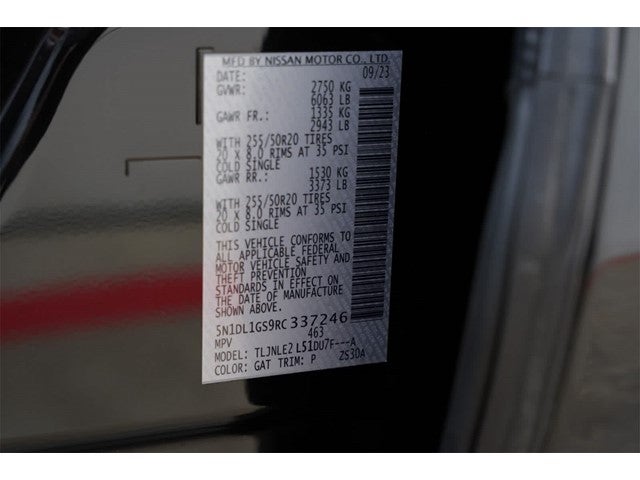 MFD BY NISSAN MOTOR CO., LTD.
DATE: 09/23
GVWR: 2750 KG
6063 LB
GAWR FR.: 1335 KG
2943 LB
WITH 255/50R20 TIRES
20 X 8.0 RIMS AT 35 PSI
COLD SINGLE
GAWR RR.: 1530 KG
3373 LB
WITH 255/50R20 TIRES
20 X 8.0 RIMS AT 35 PSI
COLD SINGLE
THIS VEHICLE CONFORMS TO
ALL APPLICABLE FEDERAL
MOTOR VEHICLE SAFETY AND
THEFT PREVENTION
STANDARDS IN EFFECT ON
THE DATE OF MANUFACTURE
SHOWN ABOVE.
5N1DL1GS9RC337246
MPV 463
MODEL: TLJNLE2 L51DU7F---A
COLOR: GAT TRIM: P ZS3DA